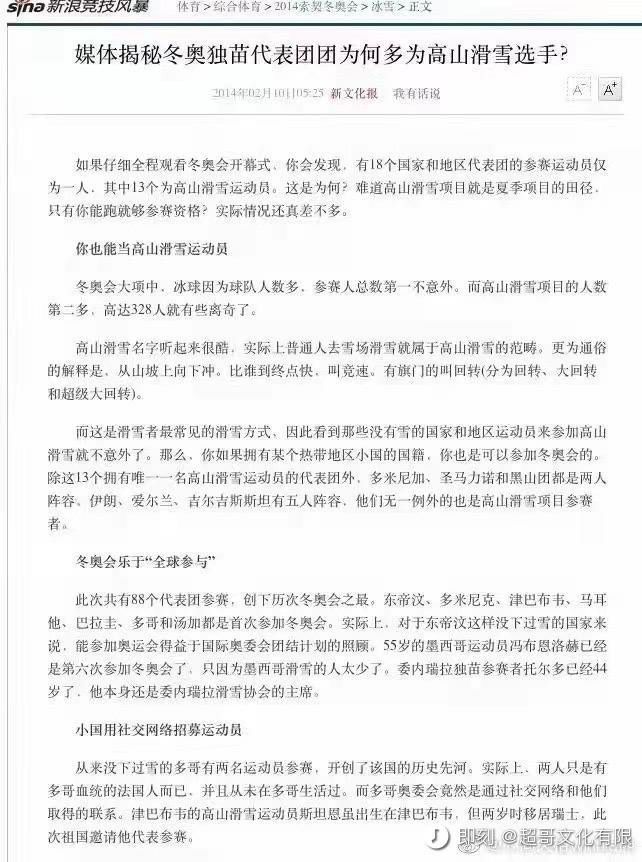 sina新浪竞技风暴 体育>综合体育>2014索契冬奥会>冰雪>正文
媒体揭秘冬奥独苗代表团团为何多为高山滑雪选手?
2014年02月10日05:25 新文化报 我有话说
A- A+
如果仔细全程观看冬奥会开幕式，你会发现，有18个国家和地区代表团的参赛运动员仅
为一人，其中13个为高山滑雪运动员。这是为何？难道高山滑雪项目就是夏季项目的田径，
只有你能跑就够参赛资格？实际情况还真差不多。
你也能当高山滑雪运动员
冬奥会大项中，冰球因为球队人数多，参赛人总数第一不意外。而高山滑雪项目的人数
第二多，高达328人就有些离奇了。
高山滑雪名字听起来很酷，实际上普通人去雪场滑雪就属于高山滑雪的范畴。更为通俗
的解释是，从山坡上向下冲。比谁到终点快，叫竞速。有旗门的叫回转(分为回转、大回转
和超级大回转)。
而这是滑雪者最常见的滑雪方式，因此看到那些没有雪的国家和地区运动员来参加高山
滑雪就不意外了。那么，你如果拥有某个热带地区小国的国籍，你也是可以参加冬奥会的。
除这13个拥有唯一一名高山滑雪运动员的代表团外，多米尼加、圣马力诺和黑山团都是两人
阵容，伊朗、爱尔兰、吉尔吉斯斯坦有五人阵容，他们无一例外的也是高山滑雪项目参赛
者。
冬奥会乐于“全球参与”
此次共有88个代表团参赛，创下历次冬奥会之最。东帝汶、多米尼克、津巴布韦、马耳
他、巴拉圭、多哥和汤加都是首次参加冬奥会。实际上，对于东帝汶这样没下过雪的国家来
说，能参加奥运会得益于国际奥委会团结计划的照顾。55岁的墨西哥运动员冯布恩洛赫已经
是第六次参加冬奥会了，只因为墨西哥滑雪的人太少了。委内瑞拉独苗参赛者托尔多已经44
岁了，他本身还是委内瑞拉滑雪协会的主席。
小国用社交网络招募运动员
从来没下过雪的多哥有两名运动员参赛，开创了该国的历史先河。实际上，两人只是有
多哥血统的法国人而已，并且从未在多哥生活过。而多哥奥委会竟然是通过社交网络和他们
取得的联系。津巴布韦的高山滑雪运动员斯坦恩虽出生在津巴布韦，但两岁时移居瑞士，此
次祖国邀请他代表参赛。
即刻 @超哥文化有限